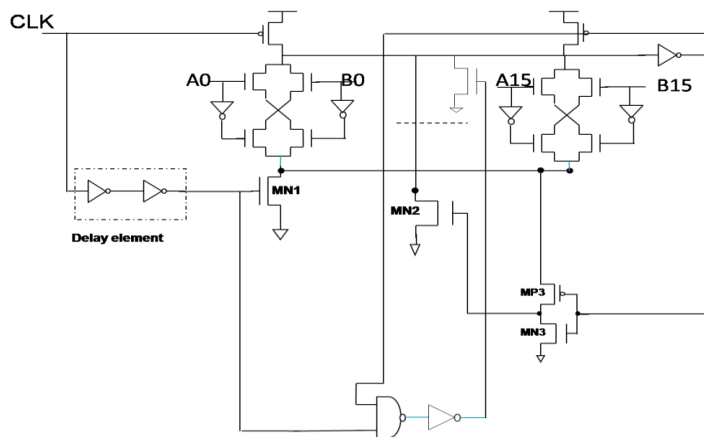 CLK
A0
B0
A15
B15
MN1
MN2
Delay element
MP3
MN3